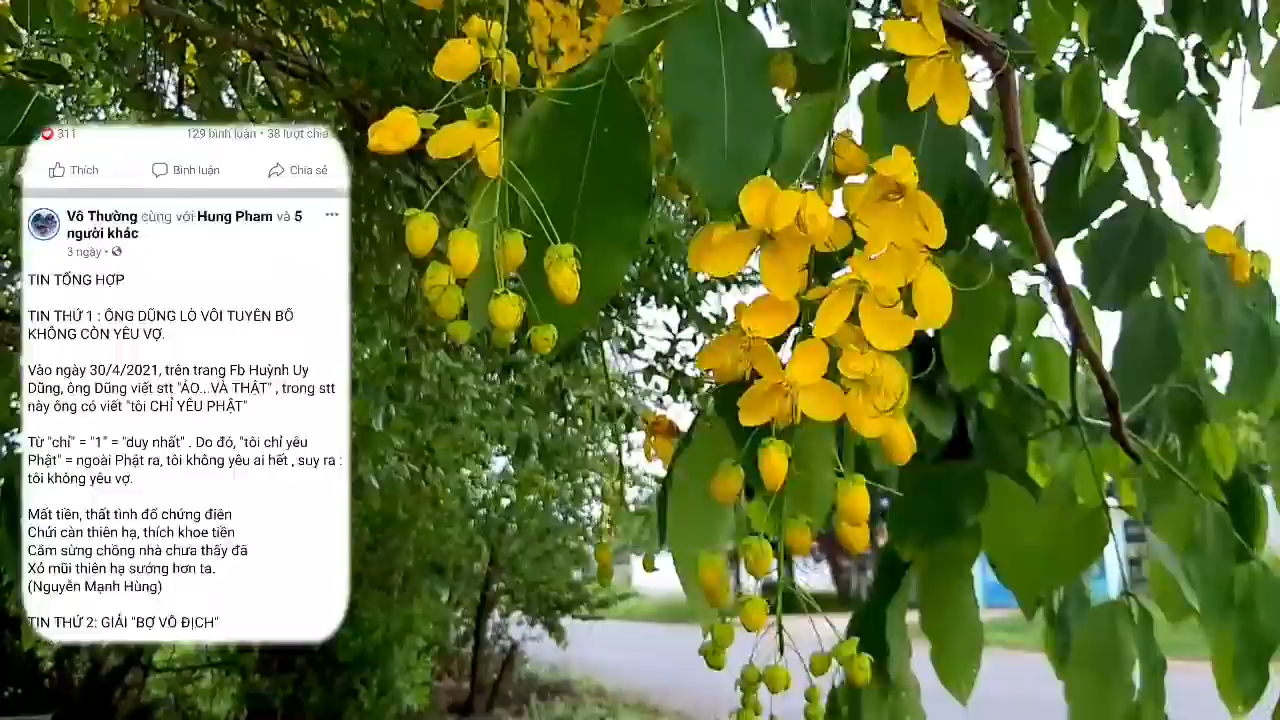 311 129 bình luận • 38 lượt chia
Thích Bình luận Chia sẻ
Vô Thường cùng với Hung Pham và 5 ...
người khác
3 ngày •
TIN TỔNG HỢP
TIN THỨ 1 : ÔNG DŨNG LÒ VÔI TUYÊN BỐ
KHÔNG CÒN YÊU VỢ.
Vào ngày 30/4/2021, trên trang Fb Huỳnh Uy
Dũng, ông Dũng viết stt "ẢO...VÀ THẬT" , trong stt
này ông có viết "tôi CHỈ YÊU PHẬT"
Từ "chỉ" = "1" = "duy nhất" . Do đó, "tôi chỉ yêu
Phật" = ngoài Phật ra, tôi không yêu ai hết , suy ra :
tôi không yêu vợ.
Mất tiền, thất tình đổ chứng điên
Chửi càn thiên hạ, thích khoe tiền
Cắm sừng chồng nhà chưa thấy đã
Xỏ mũi thiên hạ sướng hơn ta.
(Nguyễn Mạnh Hùng)
TIN THỨ 2: GIẢI "BỢ VÔ ĐỊCH"